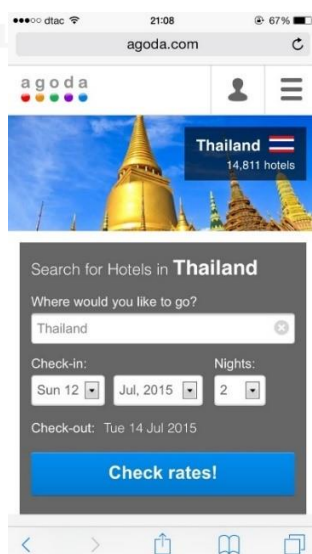 dtac 21:08 67%
agoda.com
agoda
Thailand
14,811 hotels
Search for Hotels in Thailand
Where would you like to go?
Thailand
Check-in: Nights:
Sun 12 Jul, 2015 2
Check-out: Tue 14 Jul 2015
Check rates!